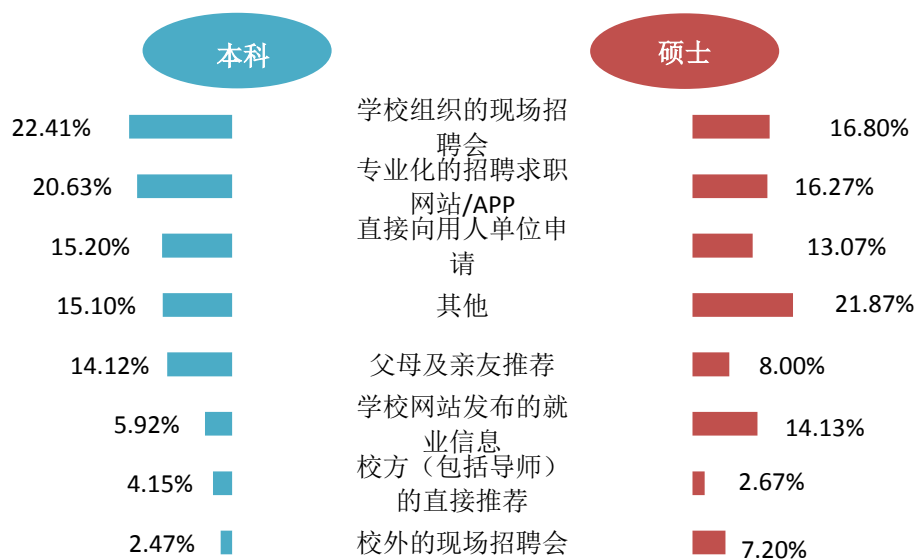 本科
硕士
22.41%
学校组织的现场招
聘会
16.80%
20.63%
专业化的招聘求职
网站/APP
16.27%
15.20%
直接向用人单位申
请
13.07%
15.10%
其他
21.87%
14.12%
父母及亲友推荐
8.00%
5.92%
学校网站发布的就
业信息
14.13%
4.15%
校方（包括导师）
的直接推荐
2.67%
2.47%
校外的现场招聘会
7.20%